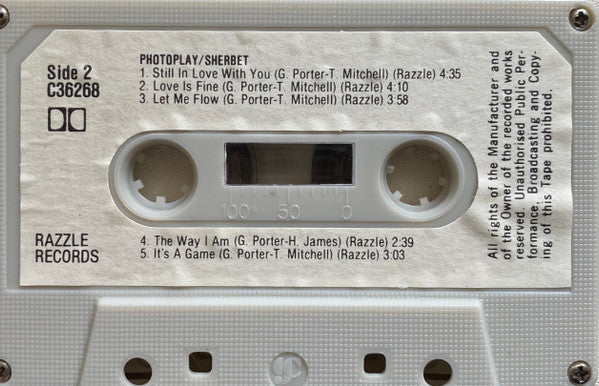 Side 2
C36268
PHOTOPLAY/SHERBET
1. Still In Love With You (G. Porter-T. Mitchell) (Razzle) 4:35
2. Love Is Fine (G. Porter-T. Mitchell) (Razzle) 4:10
3. Let Me Flow (G. Porter-T. Mitchell) (Razzle) 3:58
100 50 0
RAZZLE
RECORDS
4. The Way I Am (G. Porter-H. James) (Razzle) 2:39
5. It's A Game (G. Porter-T. Mitchell) (Razzle) 3:03
All rights of the Manufacturer and
of the Owner of the recorded works
reserved. Unauthorised Public Per-
formance, Broadcasting and Copy-
ing of this Tape prohibited.